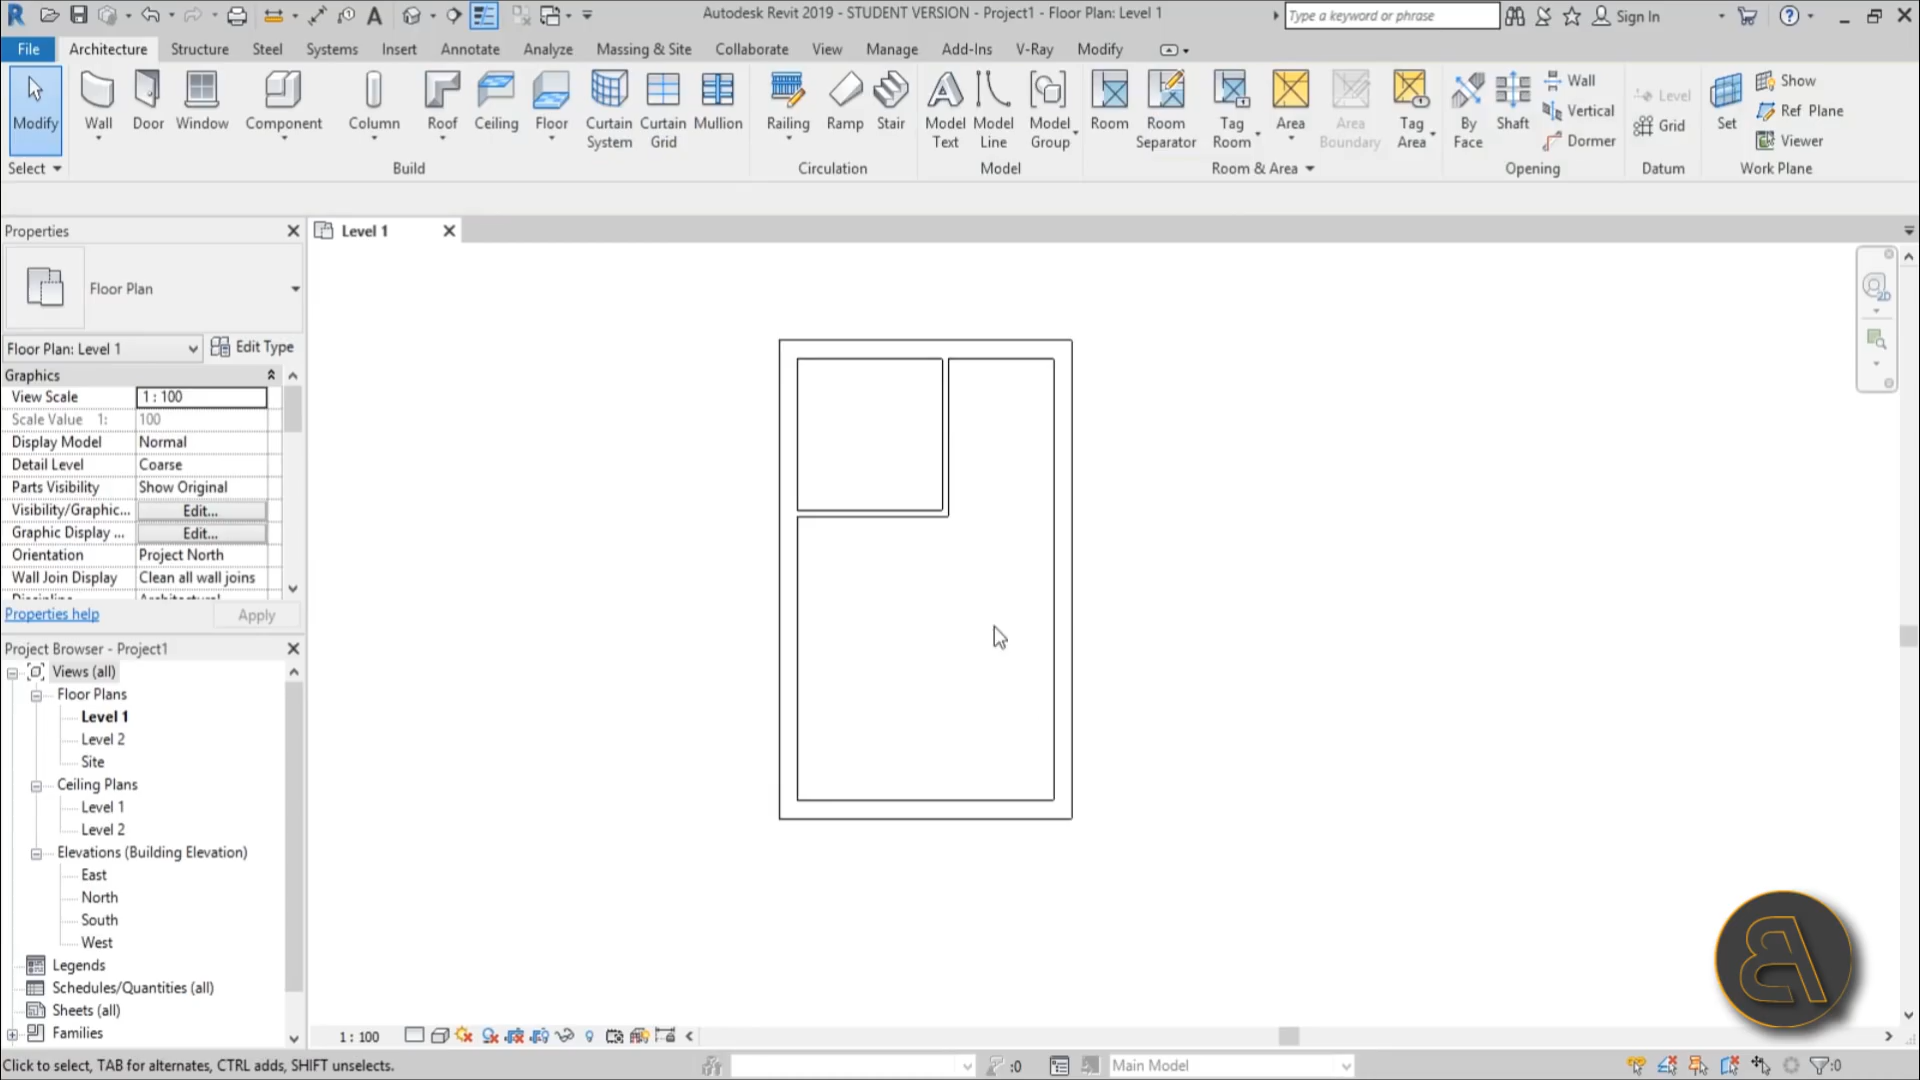 Autodesk Revit 2019 - STUDENT VERSION - Project1 - Floor Plan: Level 1
Type a keyword or phrase
Sign In
File Architecture Structure Steel Systems Insert Annotate Analyze Massing & Site Collaborate View Manage Add-Ins V-Ray Modify
Modify
Wall
Door
Window
Component
Column
Roof
Ceiling
Floor
Curtain System
Curtain Grid
Mullion
Railing
Ramp
Stair
Model Text
Model Line
Model Group
Room
Room Separator
Tag Room
Area
Area Boundary
Tag Area
By Face
Shaft
Wall
Vertical
Dormer
Level
Grid
Set
Show
Ref Plane
Viewer
Select
Build
Circulation
Model
Room & Area
Opening
Datum
Work Plane
Properties
Level 1
Floor Plan
Floor Plan: Level 1
Edit Type
Graphics
View Scale 1 : 100
Scale Value 1: 100
Display Model Normal
Detail Level Coarse
Parts Visibility Show Original
Visibility/Graphic... Edit...
Graphic Display ... Edit...
Orientation Project North
Wall Join Display Clean all wall joins
Properties help
Apply
Project Browser - Project1
Views (all)
Floor Plans
Level 1
Level 2
Site
Ceiling Plans
Level 1
Level 2
Elevations (Building Elevation)
East
North
South
West
Legends
Schedules/Quantities (all)
Sheets (all)
Families
2D
1 : 100
Click to select, TAB for alternates, CTRL adds, SHIFT unselects.
:0
Main Model
:0